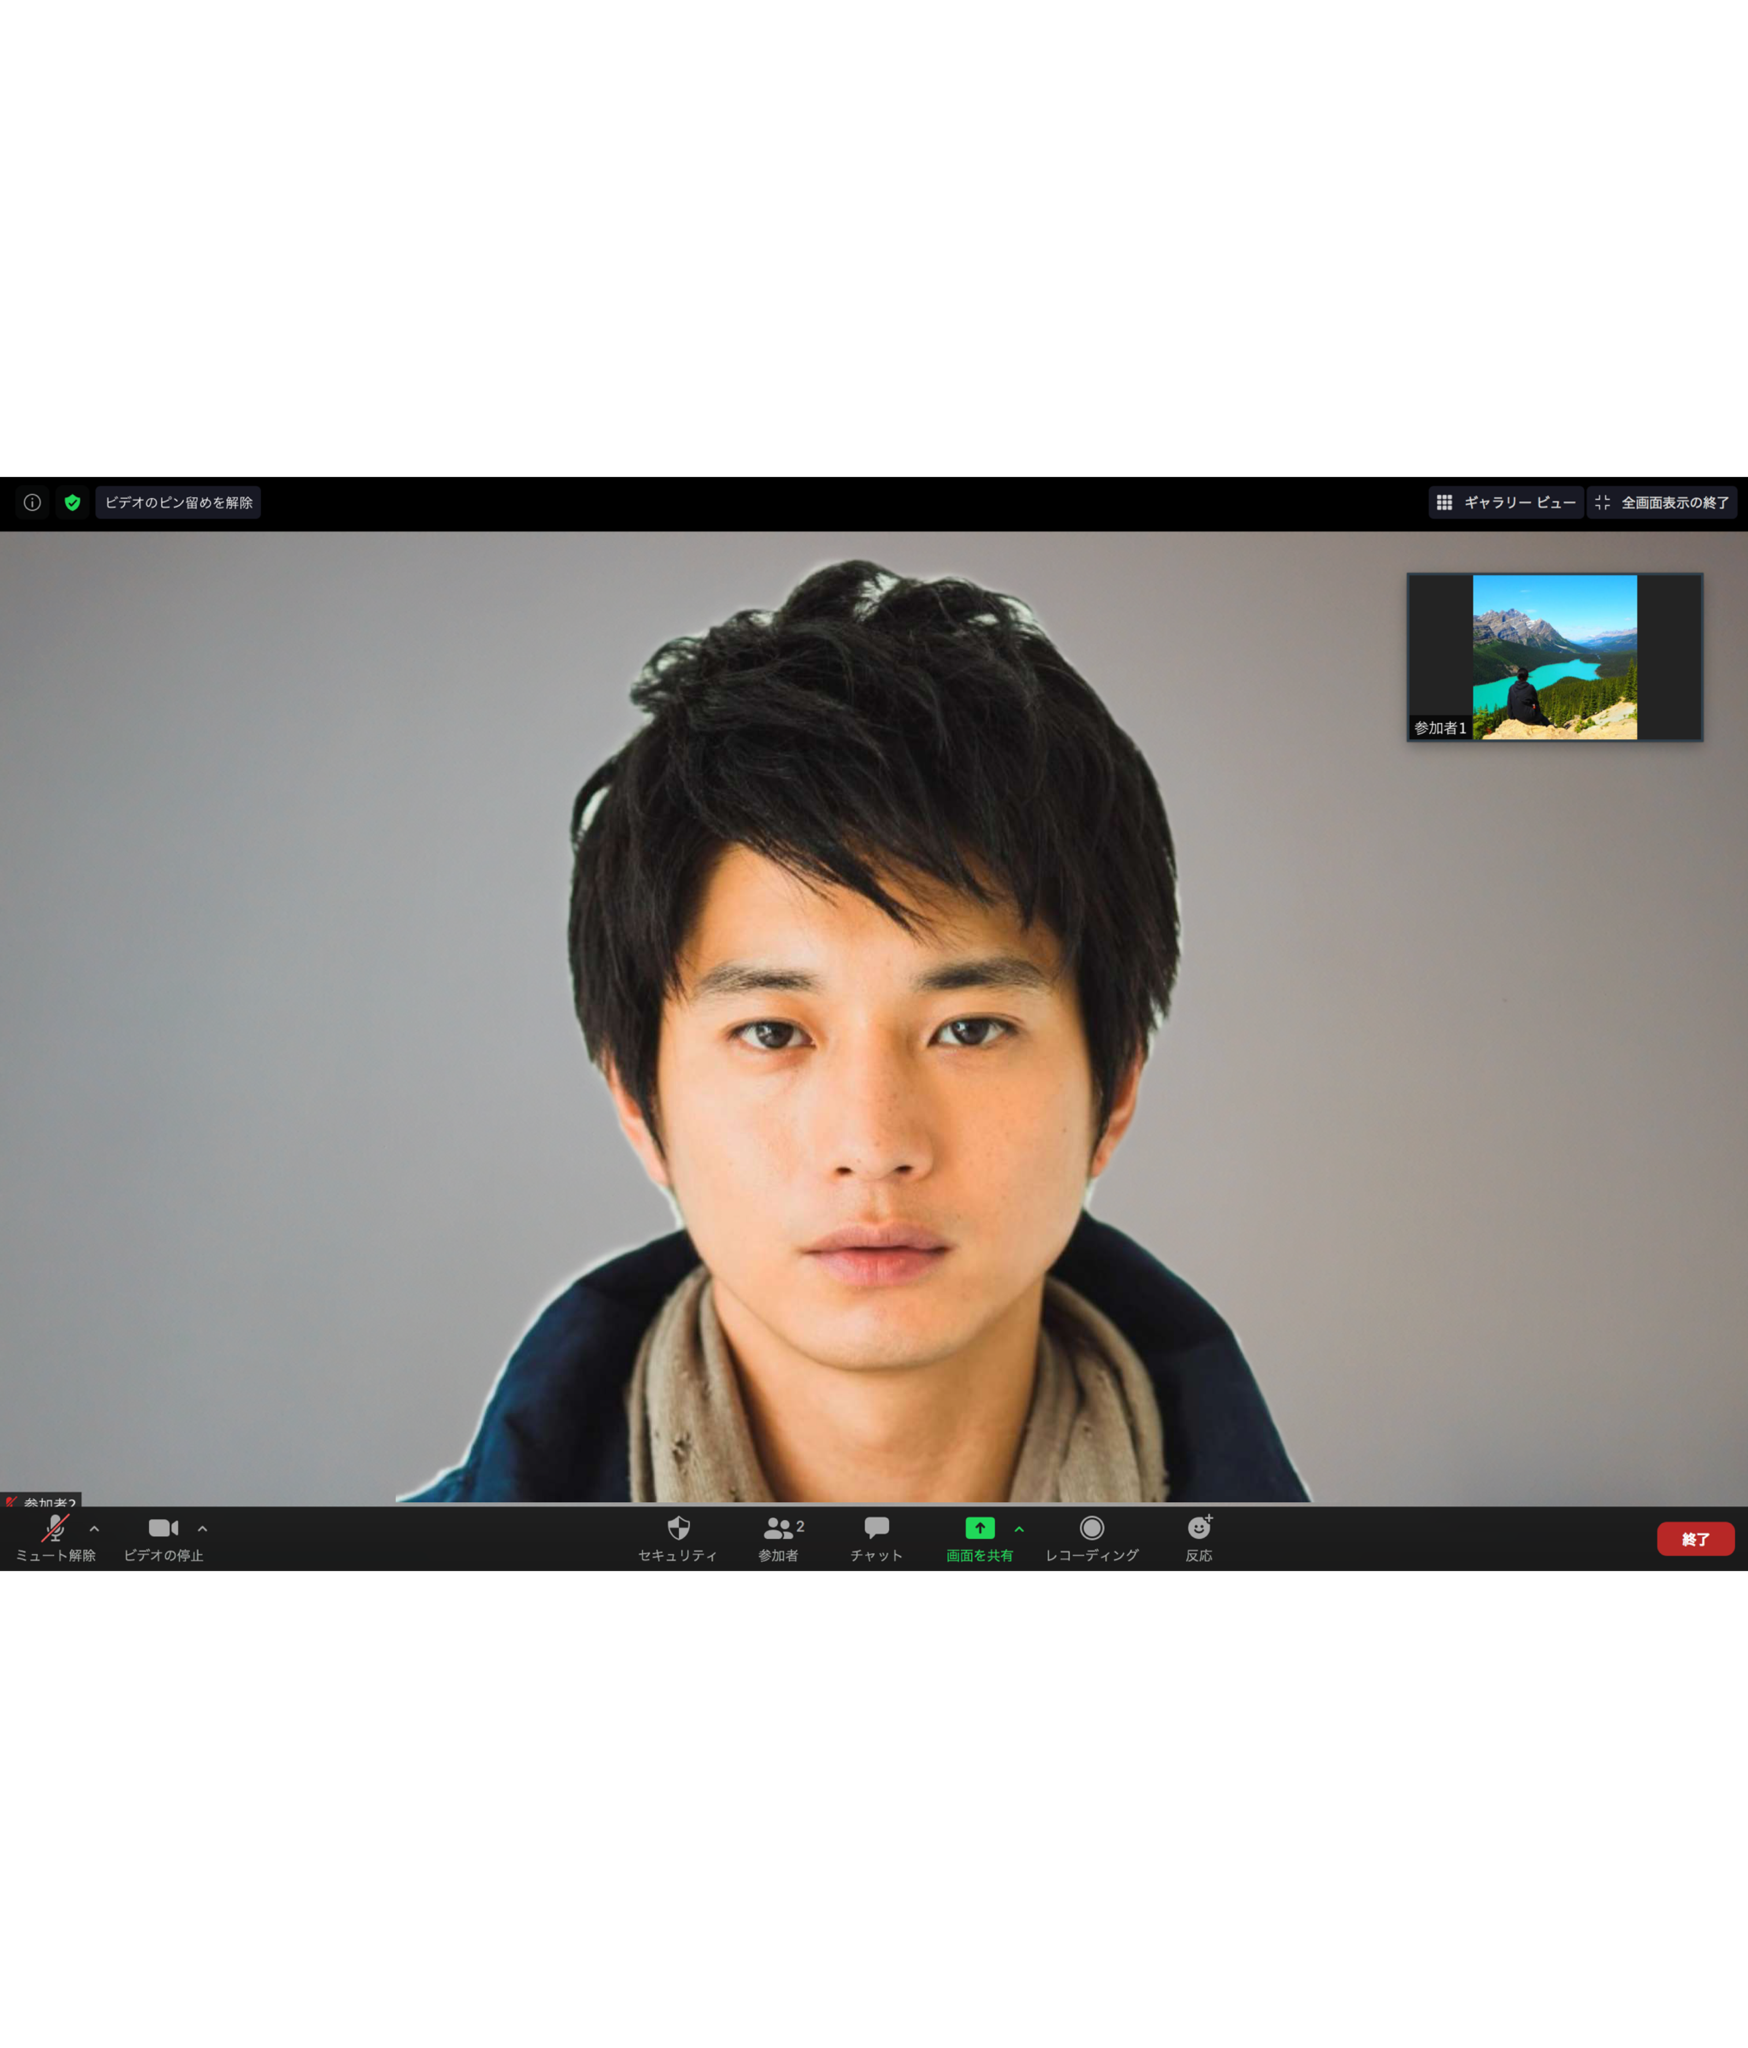 ビデオのピン留めを解除
ギャラリー ビュー
全画面表示の終了
参加者1
参加者2
ミュート解除
ビデオの停止
セキュリティ
参加者
2
チャット
画面を共有
レコーディング
反応
終了